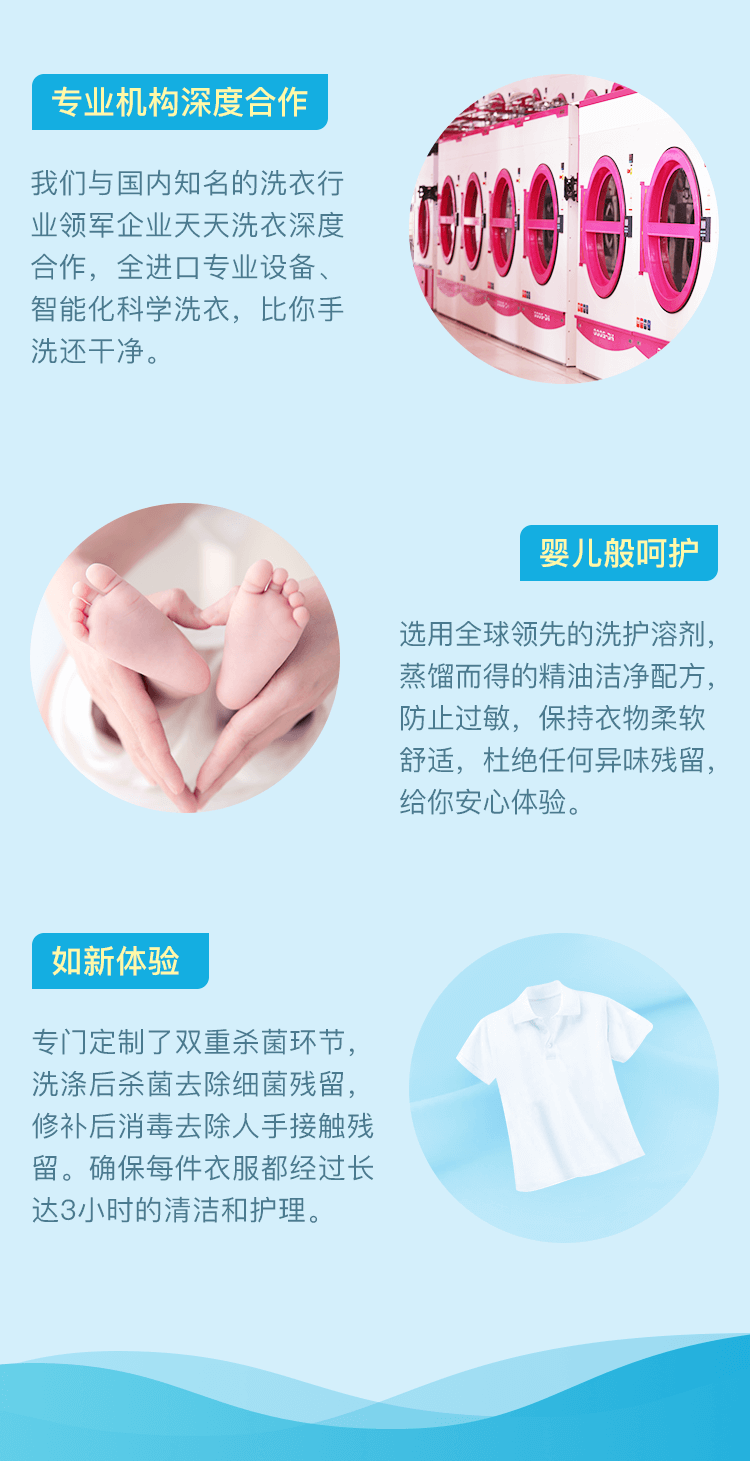 专业机构深度合作
我们与国内知名的洗衣行
业领军企业天天洗衣深度
合作，全进口专业设备、
智能化科学洗衣，比你手
洗还干净。
婴儿般呵护
选用全球领先的洗护溶剂，
蒸馏而得的精油洁净配方，
防止过敏，保持衣物柔软
舒适，杜绝任何异味残留，
给你安心体验。
如新体验
专门定制了双重杀菌环节，
洗涤后杀菌去除细菌残留，
修补后消毒去除人手接触残
留。确保每件衣服都经过长
达3小时的清洁和护理。